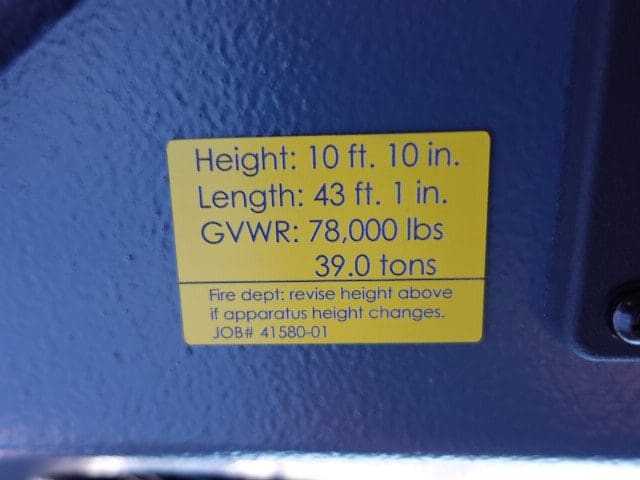 Height: 10 ft. 10 in.
Length: 43 ft. 1 in.
GVWR: 78,000 lbs
39.0 tons
Fire dept: revise height above
if apparatus height changes.
JOB# 41580-01